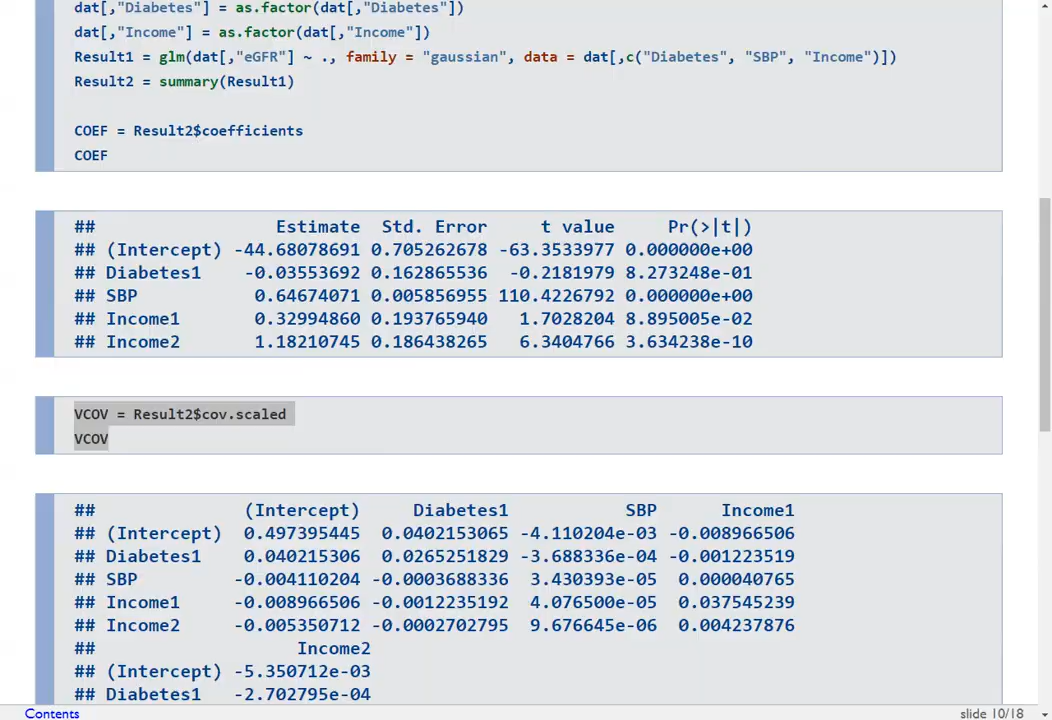 dat[,"Diabetes"] = as.factor(dat[,"Diabetes"])
dat[,"Income"] = as.factor(dat[,"Income"])
Result1 = glm(dat[,"eGFR"] ~ ., family = "gaussian", data = dat[,c("Diabetes", "SBP", "Income")])
Result2 = summary(Result1)
COEF = Result2$coefficients
COEF
## Estimate Std. Error t value Pr(>|t|)
## (Intercept) -44.68078691 0.705262678 -63.3533977 0.000000e+00
## Diabetes1 -0.03553692 0.162865536 -0.2181979 8.273248e-01
## SBP 0.64674071 0.005856955 110.4226792 0.000000e+00
## Income1 0.32994860 0.193765940 1.7028204 8.895005e-02
## Income2 1.18210745 0.186438265 6.3404766 3.634238e-10
VCOV = Result2$cov.scaled
VCOV
## (Intercept) Diabetes1 SBP Income1
## (Intercept) 0.497395445 0.0402153065 -4.110204e-03 -0.008966506
## Diabetes1 0.040215306 0.0265251829 -3.688336e-04 -0.001223519
## SBP -0.004110204 -0.0003688336 3.430393e-05 0.000040765
## Income1 -0.008966506 -0.0012235192 4.076500e-05 0.037545239
## Income2 -0.005350712 -0.0002702795 9.676645e-06 0.004237876
## Income2
## (Intercept) -5.350712e-03
## Diabetes1 -2.702795e-04
Contents
slide 10/18